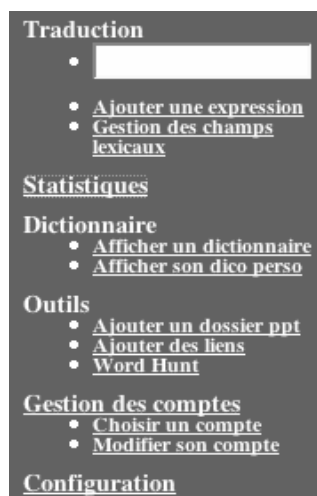 Traduction
Ajouter une expression
Gestion des champs
lexicaux
Statistiques
Dictionnaire
Afficher un dictionnaire
Afficher son dico perso
Outils
Ajouter un dossier ppt
Ajouter des liens
Word Hunt
Gestion des comptes
Choisir un compte
Modifier son compte
Configuration